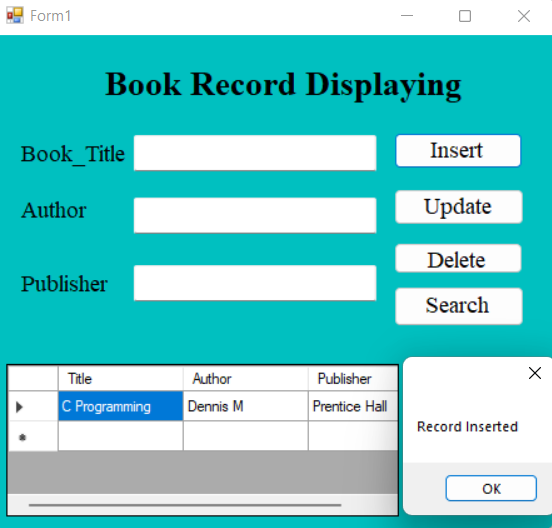 Form1
Book Record Displaying
Book_Title
Insert
Author
Update
Delete
Publisher
Search
Title Author Publisher
C Programming Dennis M Prentice Hall
Record Inserted
OK